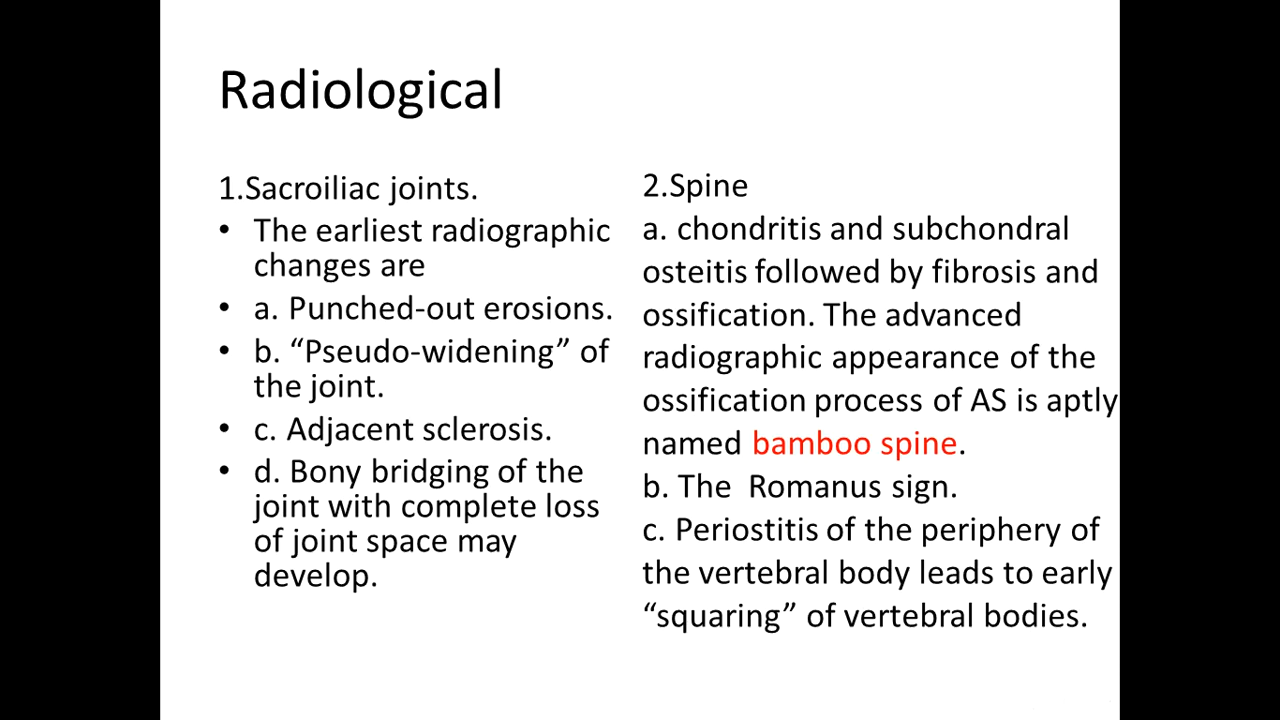 Radiological
1.Sacroiliac joints.
• The earliest radiographic
changes are
• a. Punched-out erosions.
• b. “Pseudo-widening” of
the joint.
• c. Adjacent sclerosis.
• d. Bony bridging of the
joint with complete loss
of joint space may
develop.
2.Spine
a. chondritis and subchondral
osteitis followed by fibrosis and
ossification. The advanced
radiographic appearance of the
ossification process of AS is aptly
named bamboo spine.
b. The  Romanus sign.
c. Periostitis of the periphery of
the vertebral body leads to early
“squaring” of vertebral bodies.